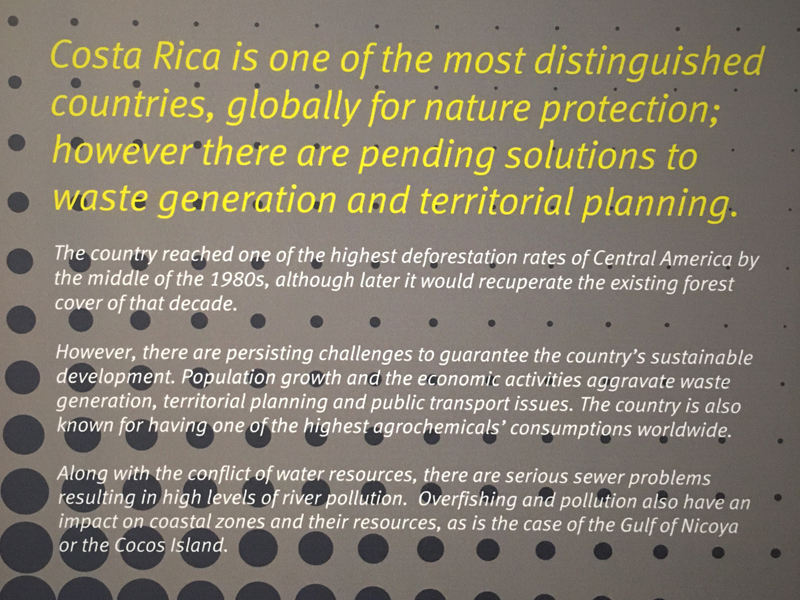 Costa Rica is one of the most distinguished
countries, globally for nature protection;
however there are pending solutions to
waste generation and territorial planning.
The country reached one of the highest deforestation rates of Central America by
the middle of the 1980s, although later it would recuperate the existing forest
cover of that decade.
However, there are persisting challenges to guarantee the country's sustainable
development. Population growth and the economic activities aggravate waste
generation, territorial planning and public transport issues. The country is also
known for having one of the highest agrochemicals' consumptions worldwide.
Along with the conflict of water resources, there are serious sewer problems
resulting in high levels of river pollution. Overfishing and pollution also have an
impact on coastal zones and their resources, as is the case of the Gulf of Nicoya
or the Cocos Island.